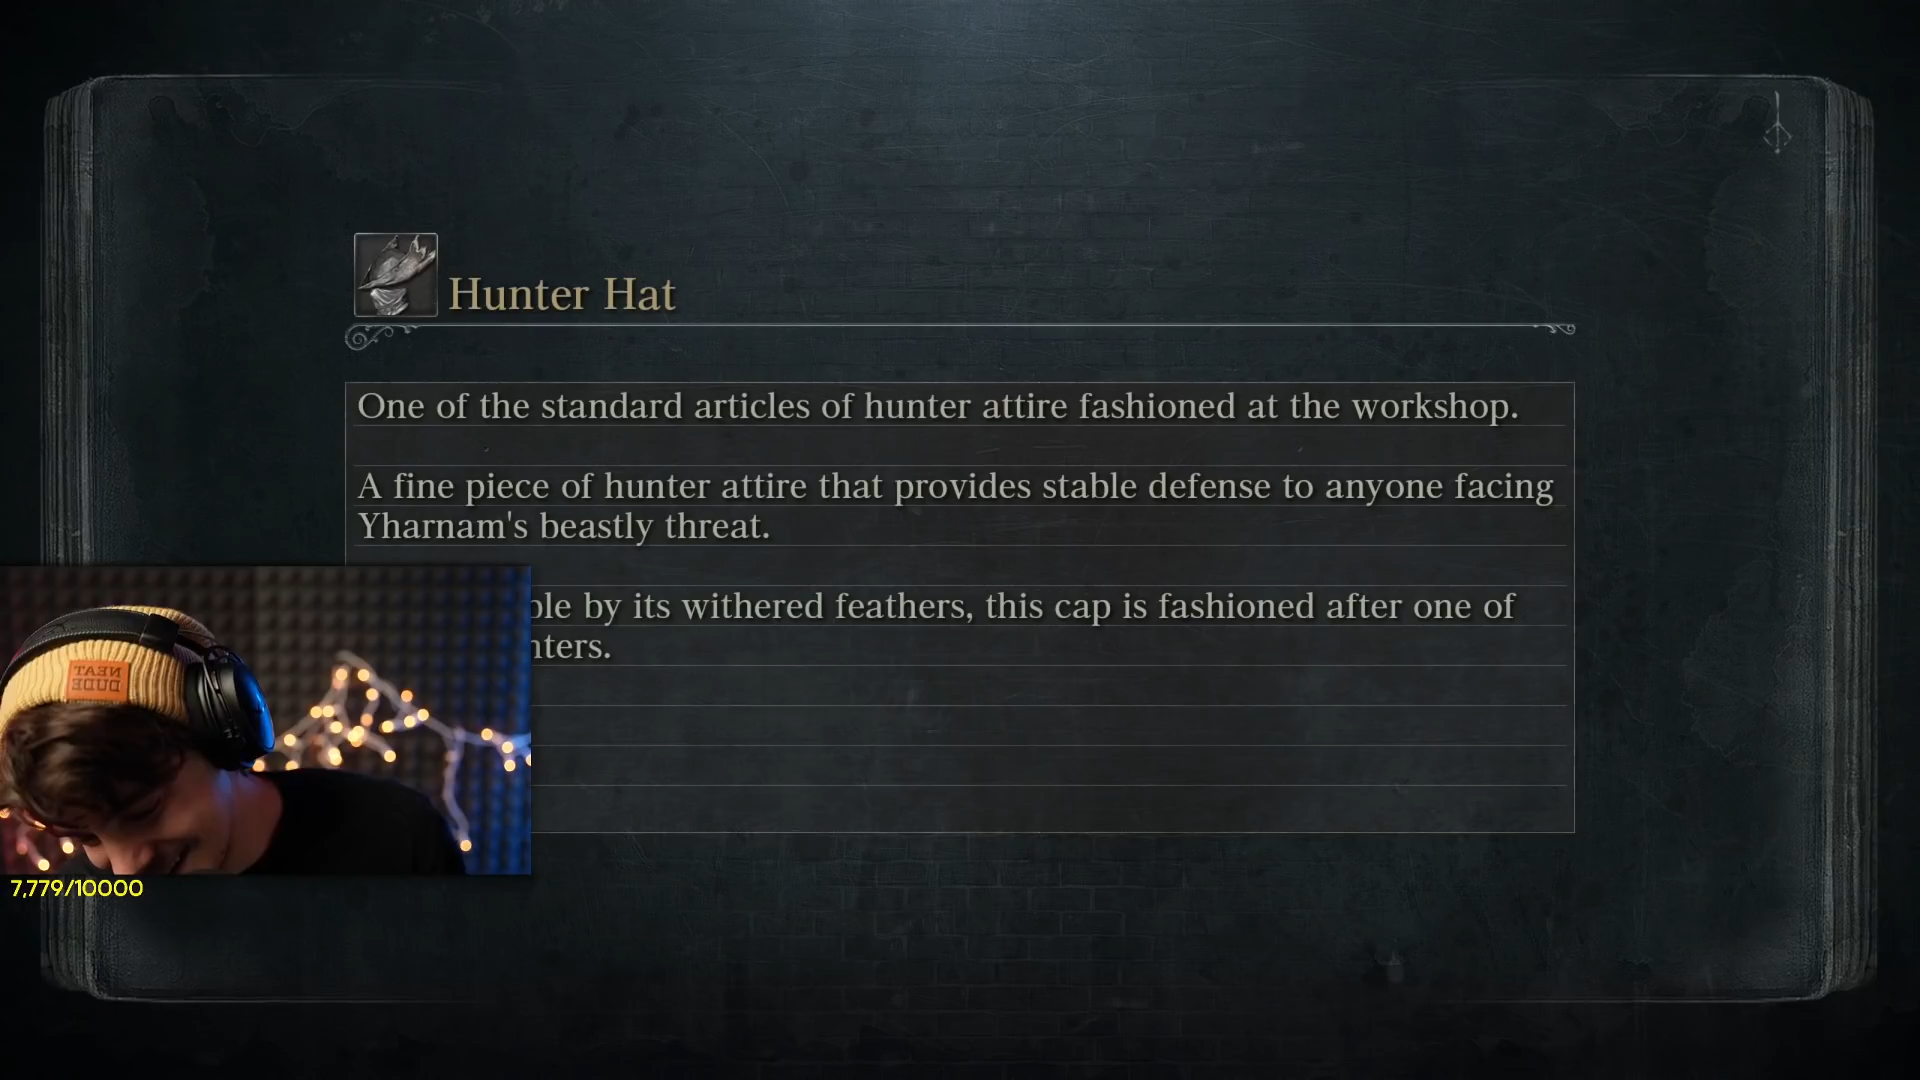 Hunter Hat
One of the standard articles of hunter attire fashioned at the workshop.
A fine piece of hunter attire that provides stable defense to anyone facing
Yharnam's beastly threat.
by its withered feathers, this cap is fashioned after one of
NEAT
DUDE
7,779/10000